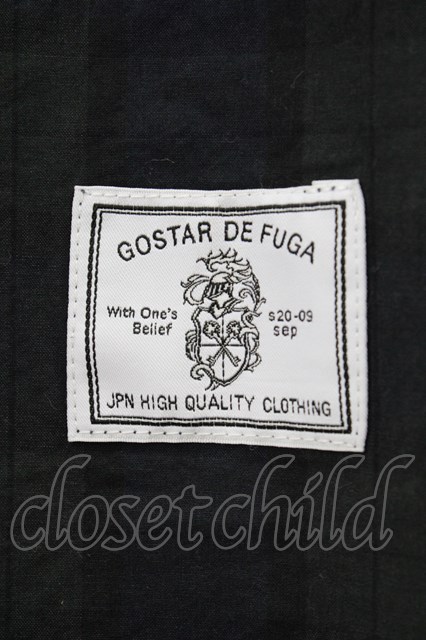 GOSTAR DE FUGA
With One's
Belief
s20-09
sep
JPN HIGH QUALITY CLOTHING
closet child